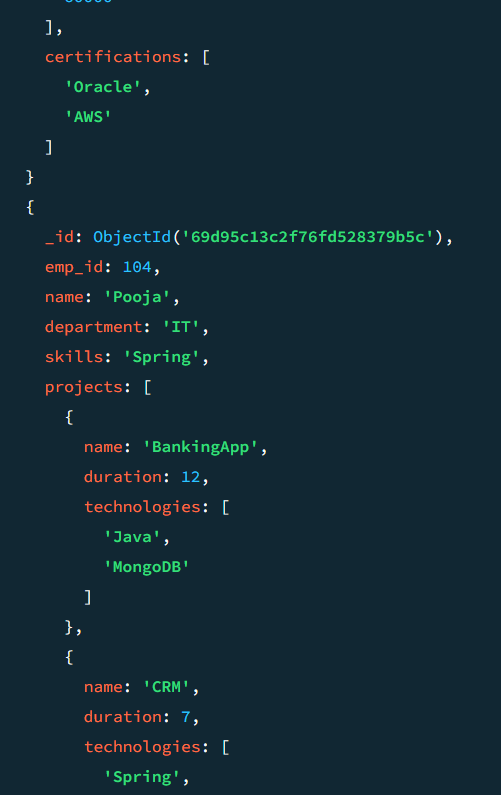 ],
certifications: [
'Oracle',
'AWS'
]
}
{
_id: ObjectId('69d95c13c2f76fd528379b5c'),
emp_id: 104,
name: 'Pooja',
department: 'IT',
skills: 'Spring',
projects: [
{
name: 'BankingApp',
duration: 12,
technologies: [
'Java',
'MongoDB'
]
},
{
name: 'CRM',
duration: 7,
technologies: [
'Spring',